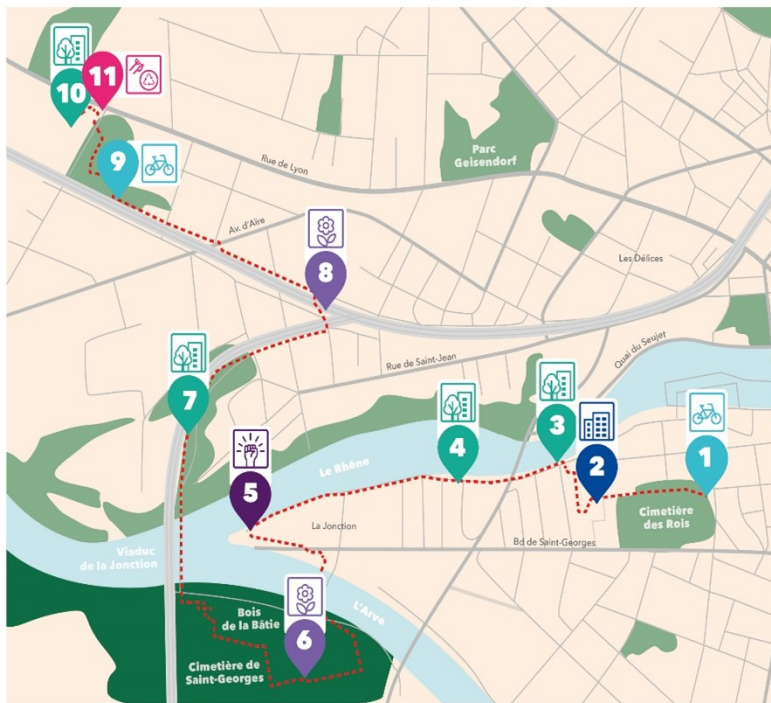 10
11
9
Rue de Lyon
Parc
Geisendorf
Av. d'Aïre
8
Les Délices
Quai du Seujet
Rue de Saint-Jean
7
3
4
2
1
5
Le Rhône
Cimetière
des Rois
La Jonction
Bd de Saint-Georges
Viaduc
de la Jonction
L'Arve
Bois
de la Bâtie
6
Cimetière de
Saint-Georges